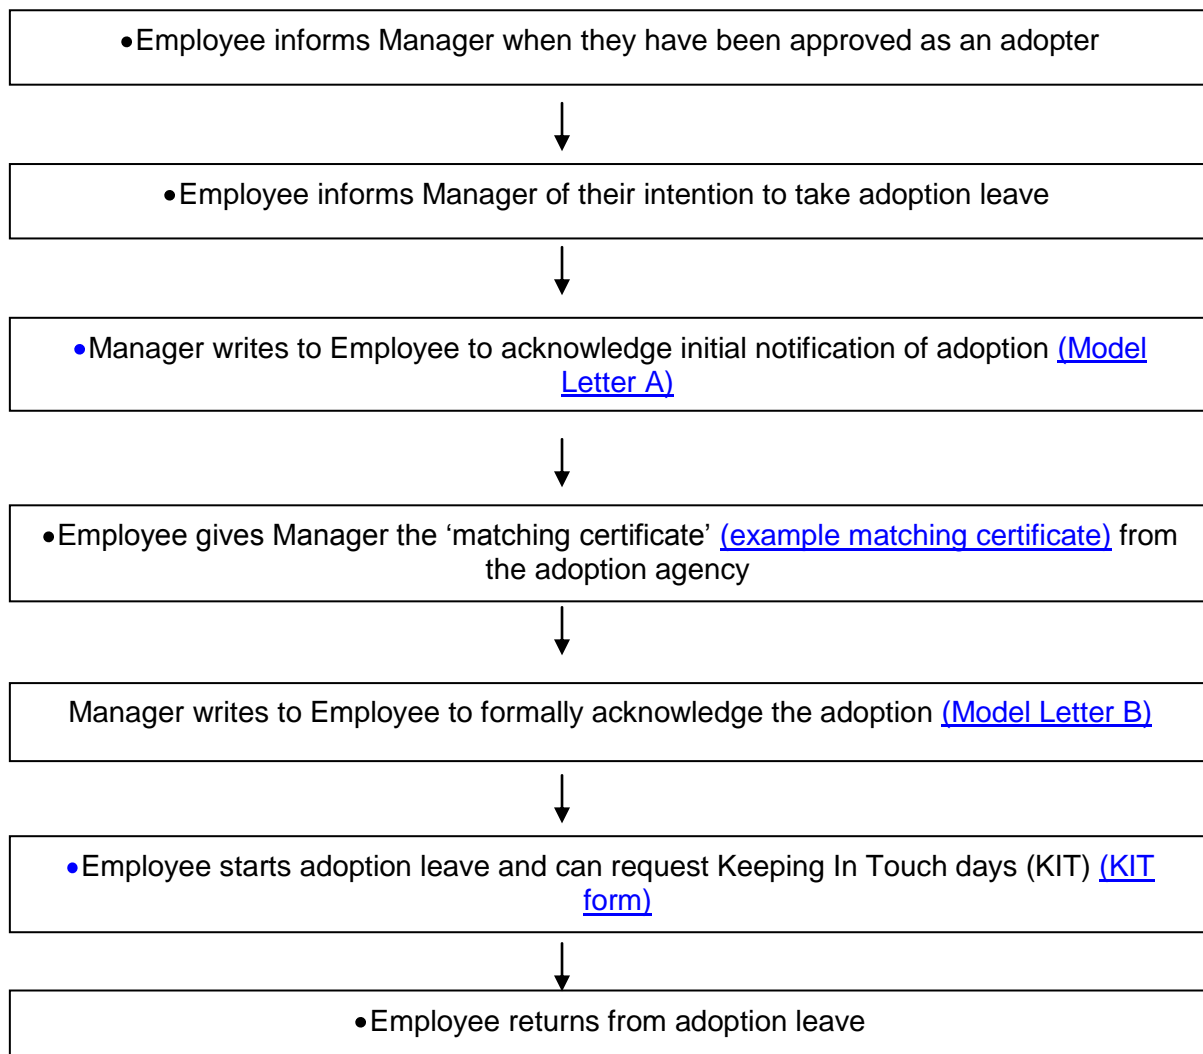 •Employee informs Manager when they have been approved as an adopter
•Employee informs Manager of their intention to take adoption leave
•Manager writes to Employee to acknowledge initial notification of adoption (Model
Letter A)
•Employee gives Manager the ‘matching certificate’ (example matching certificate) from
the adoption agency
Manager writes to Employee to formally acknowledge the adoption (Model Letter B)
•Employee starts adoption leave and can request Keeping In Touch days (KIT) (KIT
form)
•Employee returns from adoption leave